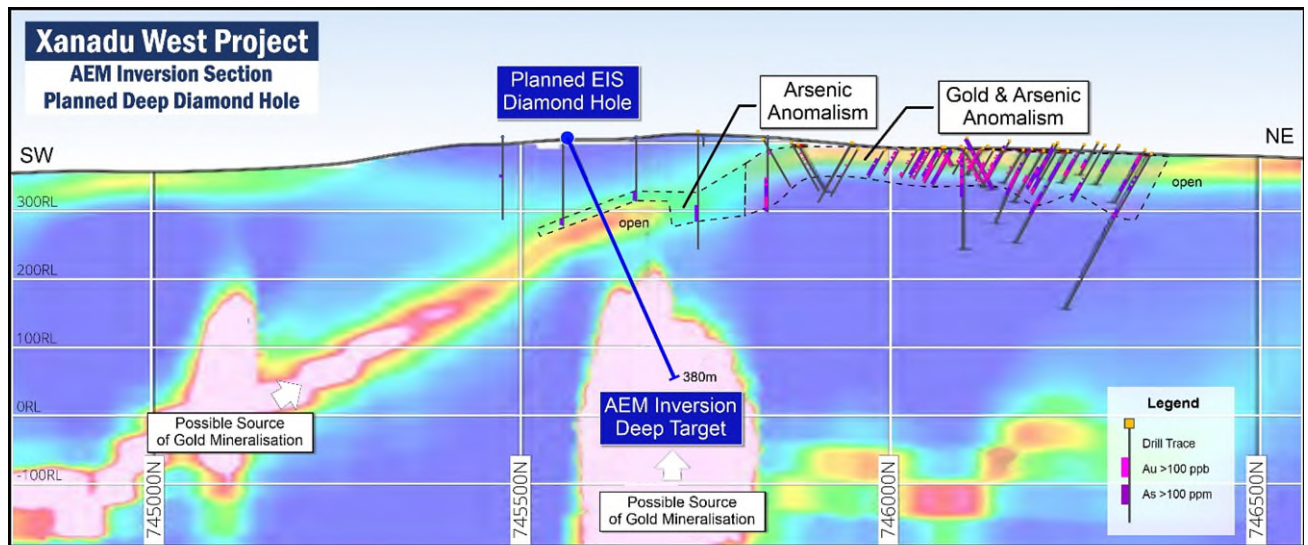 Xanadu West Project
AEM Inversion Section
Planned Deep Diamond Hole
Planned EIS
Diamond Hole
Arsenic
Anomalism
Gold & Arsenic
Anomalism
SW
NE
open
open
300RL
200RL
100RL
0RL
-100RL
380m
AEM Inversion
Deep Target
Possible Source
of Gold Mineralisation
Possible Source
of Gold Mineralisation
745000N
745500N
746000N
746500N
Legend
Drill Trace
Au >100 ppb
As >100 ppm